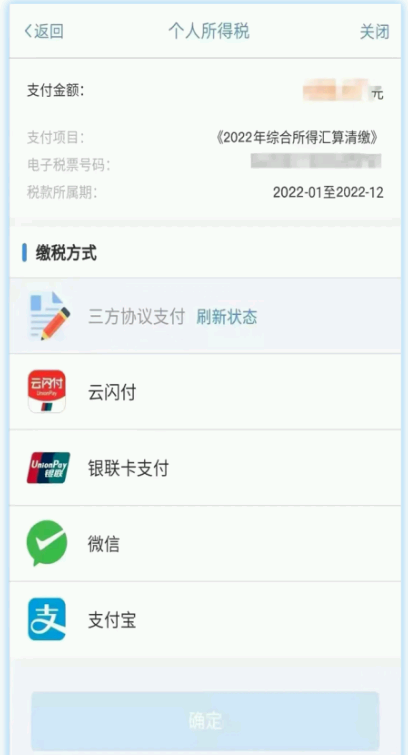 返回 个人所得税 关闭
支付金额: 元
支付项目: 《2022年综合所得汇算清缴》
电子税票号码:
税款所属期: 2022-01至2022-12
缴税方式
三方协议支付 刷新状态
云闪付 UnionPay
云闪付
UnionPay 银联
银联卡支付
微信
支
支付宝
确定